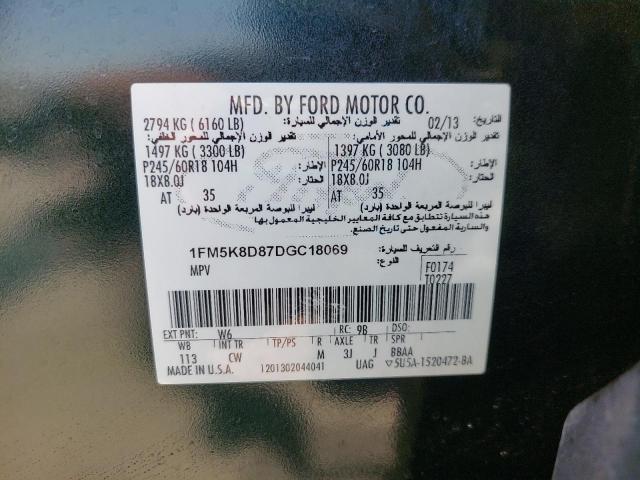 MFD. BY FORD MOTOR CO.
التاريخ: 02/13 تقدير الوزن الإجمالي للسيارة: 2794 KG ( 6160 LB)
تقدير الوزن الإجمالي للمحور الأمامي: تقدير الوزن الإجمالي للمحور الخلفي:
1497 KG ( 3300 LB) 1397 KG ( 3080 LB)
P245/60R18 104H الإطار: P245/60R18 104H الإطار:
18X8.0J الحتار: 18X8.0J الحتار:
AT 35 AT 35
ليبرا للبوصة المربعة الواحدة (بارد) ليبرا للبوصة المربعة الواحدة (بارد)
هذه السيارة تتطابق مع كافة المعايير الخليجية المعمول بها
والسارية المفعول في تاريخ الصنع
1FM5K8D87DGC18069 رقم التعريف للسيارة:
MPV النوع: F0174
T0227
EXT PNT: W6 RC: 9B DSO:
WB INT TR TP/PS R AXLE TR SPR
113 CW M 3J J BBAA
MADE IN U.S.A. 1201302044041 UAG ▽5U5A-1520472-BA